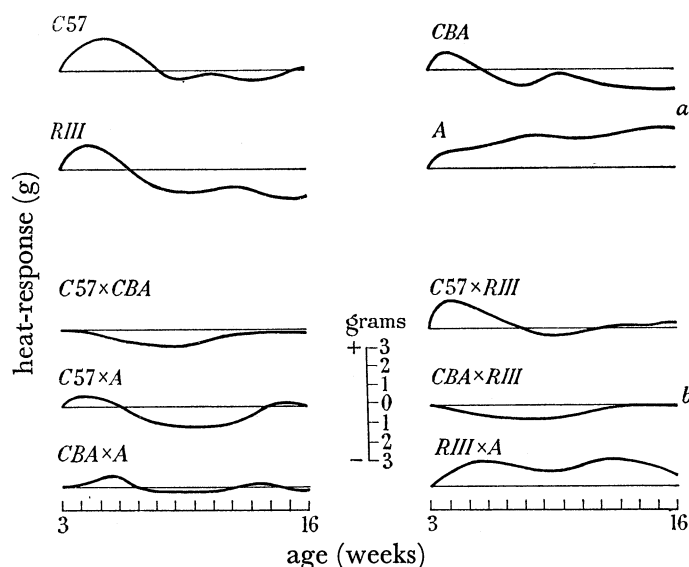 C57
CBA
a
RIII
A
heat-response (g)
C57×CBA
C57×RIII
grams
+ 3
2
1
0
1
2
− 3
C57×A
CBA×RIII
b
CBA×A
RIII×A
3 16
3 16
age (weeks)